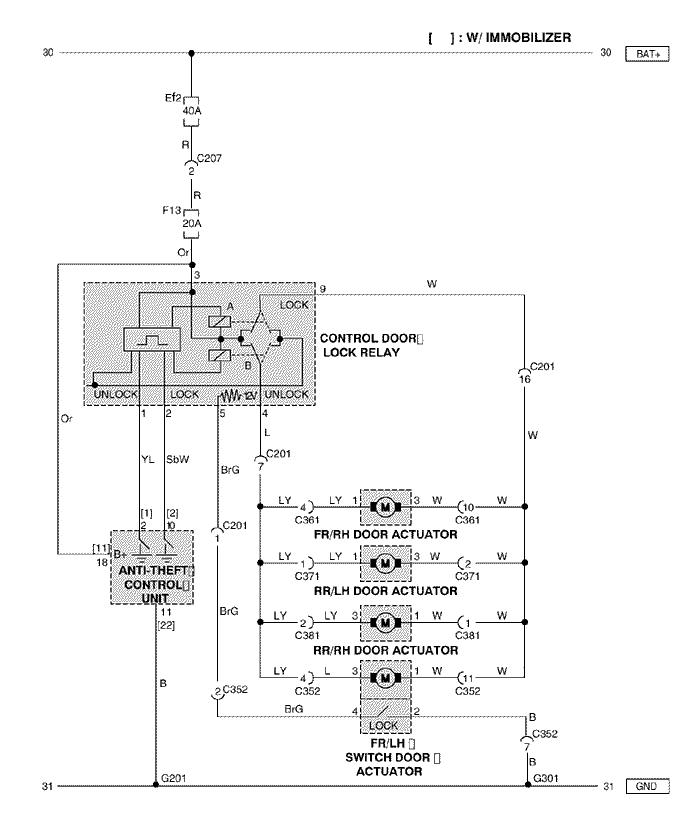 [ ] : W/ IMMOBILIZER
30
30
BAT+
Ef2
40A
R
C207
2
R
F13
20A
Or
3
9
W
A
LOCK
B
CONTROL DOOR
LOCK RELAY
C201
16
UNLOCK
LOCK
12V
UNLOCK
1
2
5
4
Or
L
W
YL
SbW
BrG
C201
7
[1]
[2]
2
10
LY
4
LY
1
M
3
W
10
W
C361
C361
FR/RH DOOR ACTUATOR
C201
1
[11]
18
B+
ANTI-THEFT
CONTROL
UNIT
LY
1
LY
1
M
3
W
2
W
C371
C371
RR/LH DOOR ACTUATOR
11
[22]
BrG
LY
2
LY
3
M
1
W
1
W
C381
C381
RR/RH DOOR ACTUATOR
B
2
C352
LY
4
L
3
M
1
W
11
W
C352
C352
BrG
4
LOCK
2
B
C352
7
B
FR/LH
SWITCH DOOR
ACTUATOR
31
G201
G301
31
GND